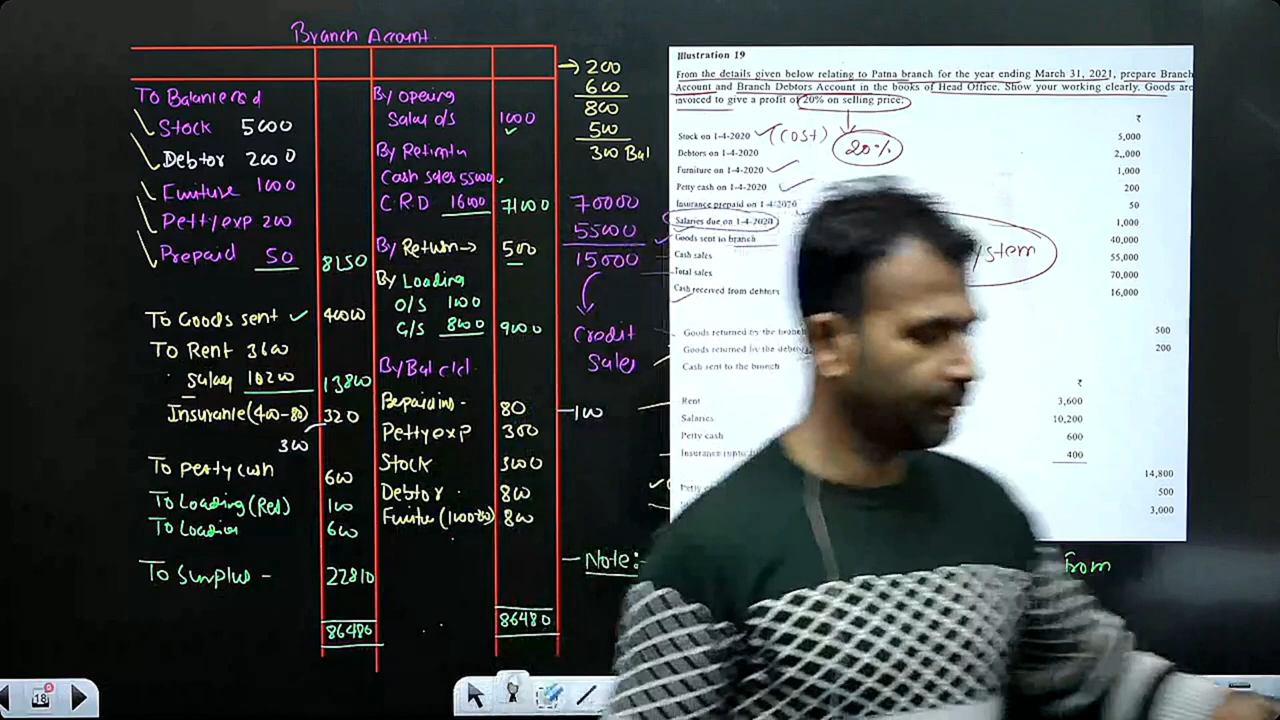 Branch Account
To Balance b d
Stock 5000
Debtor 2000
Funiture 1000
Petty exp 200
Prepaid 50
8150
To Goods sent
40000
To Rent 3600
Salary 10200
13800
Insurance (400-80)
320
300
To petty cash
600
To Loading (Ret)
100
To Loading
600
To Surplus -
22810
86480
By Opening
Salary o/s
1000
By Remittance
Cash sales 55000
C.R.D 16000
71000
By Return →
500
By Loading
O/S 1000
G/S 8000
9000
By Bal c/d
80
Petty exp
300
Stock
3000
Debtor
800
800
86480
→ 200
600
800
500
300 Bal
70000
55000
15000
Credit
Sales
-100
- Note:-
From
Illustration 19
From the details given below relating to Patna branch for the year ending March 31, 2021, prepare Branch
Account and Branch Debtors Account in the books of Head Office. Show your working clearly. Goods are
invoiced to give a profit of 20% on selling price:
₹
Stock on 1-4-2020 (cost) 5,000
20%
Debtors on 1-4-2020 2,000
Furniture on 1-4-2020 1,000
Petty cash on 1-4-2020 200
Insurance prepaid on 1-4-2020 50
Salaries due on 1-4-2020 1,000
Goods sent to branch 40,000
ystem
Cash sales 55,000
Total sales 70,000
Cash received from debtors 16,000
Goods returned by the branch 500
Goods returned by the debtors 200
Cash sent to the branch
₹
Rent 3,600
Salaries 10,200
Petty cash 600
Insurance (upto 400
14,800
Petty 500
3,000
18